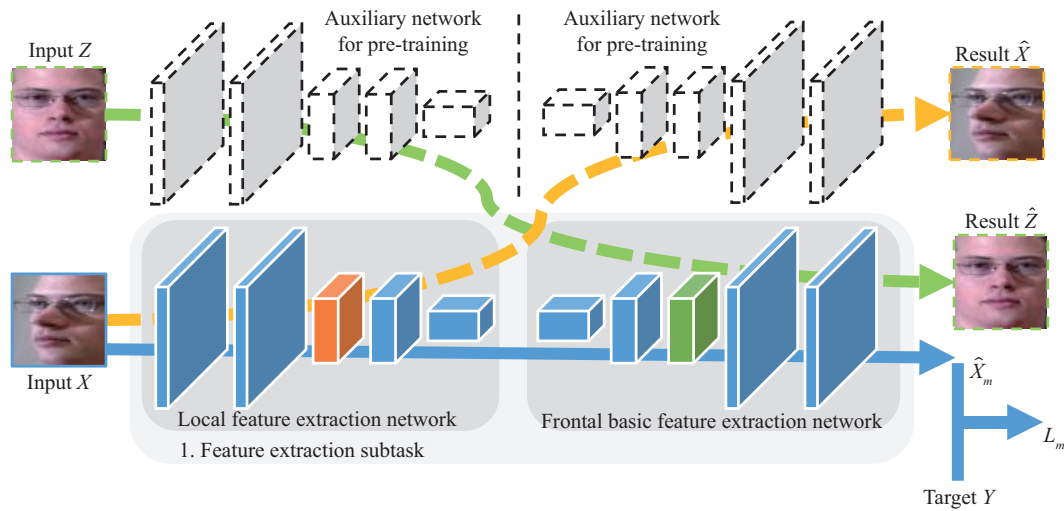 Auxiliary network
for pre-training
Auxiliary network
for pre-training
Input Z
Result X̂
Result Ẑ
Input X
X̂m
Local feature extraction network
Frontal basic feature extraction network
1. Feature extraction subtask
Lm
Target Y